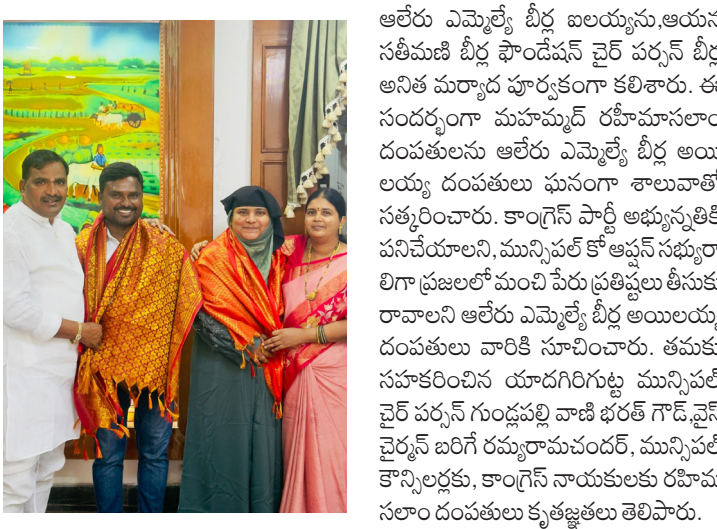 ఆలేరు ఎమ్మెల్యే బీర్ల ఐలయ్యను,ఆయన
సతీమణి బీర్ల ఫౌండేషన్ చైర్ పర్సన్ బీర్ల
అనిత మర్యాద పూర్వకంగా కలిశారు. ఈ
సందర్భంగా మహమ్మద్ రహీమాసలాం
దంపతులను ఆలేరు ఎమ్మెల్యే బీర్ల అయి
లయ్య దంపతులు ఘనంగా శాలువాతో
సత్కరించారు. కాంగ్రెస్ పార్టీ అభ్యున్నతికి
పనిచేయాలని, మున్సిపల్ కో ఆప్షన్ సభ్యురా
లిగా ప్రజలలో మంచి పేరు ప్రతిష్టలు తీసుకు
రావాలని ఆలేరు ఎమ్మెల్యే బీర్ల అయిలయ్య
దంపతులు వారికి సూచించారు. తమకు
సహకరించిన యాదగిరిగుట్ట మున్సిపల్
చైర్ పర్సన్ గుండ్లపల్లి వాణి భరత్ గౌడ్,వైస్
చైర్మన్ బరిగే రమ్యరామచందర్, మున్సిపల్
కౌన్సిలర్లకు, కాంగ్రెస్ నాయకులకు రహిమ
సలాం దంపతులు కృతజ్ఞతలు తెలిపారు.